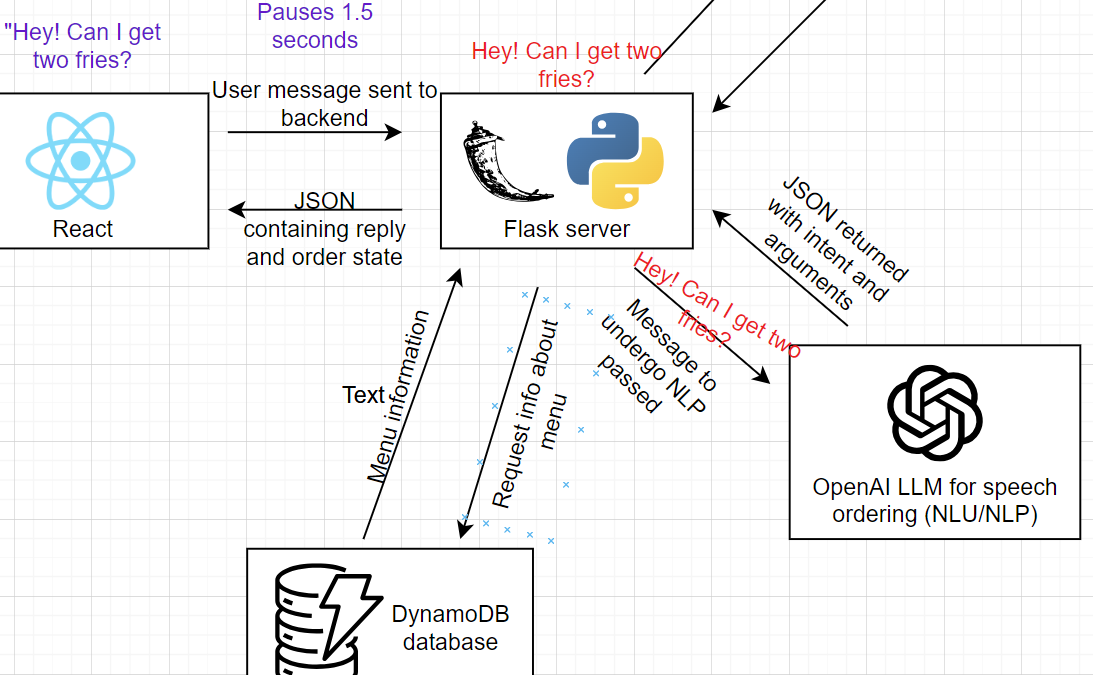 "Hey! Can I get
two fries?
Pauses 1.5
seconds
Hey! Can I get two
fries?
User message sent to
backend
React
JSON
containing reply
and order state
Flask server
JSON returned
with intent and
arguments
Hey! Can I get two
fries?
Message to
undergo NLP
passed
Text
Menu information
Request info about
menu
OpenAI LLM for speech
ordering (NLU/NLP)
DynamoDB
database